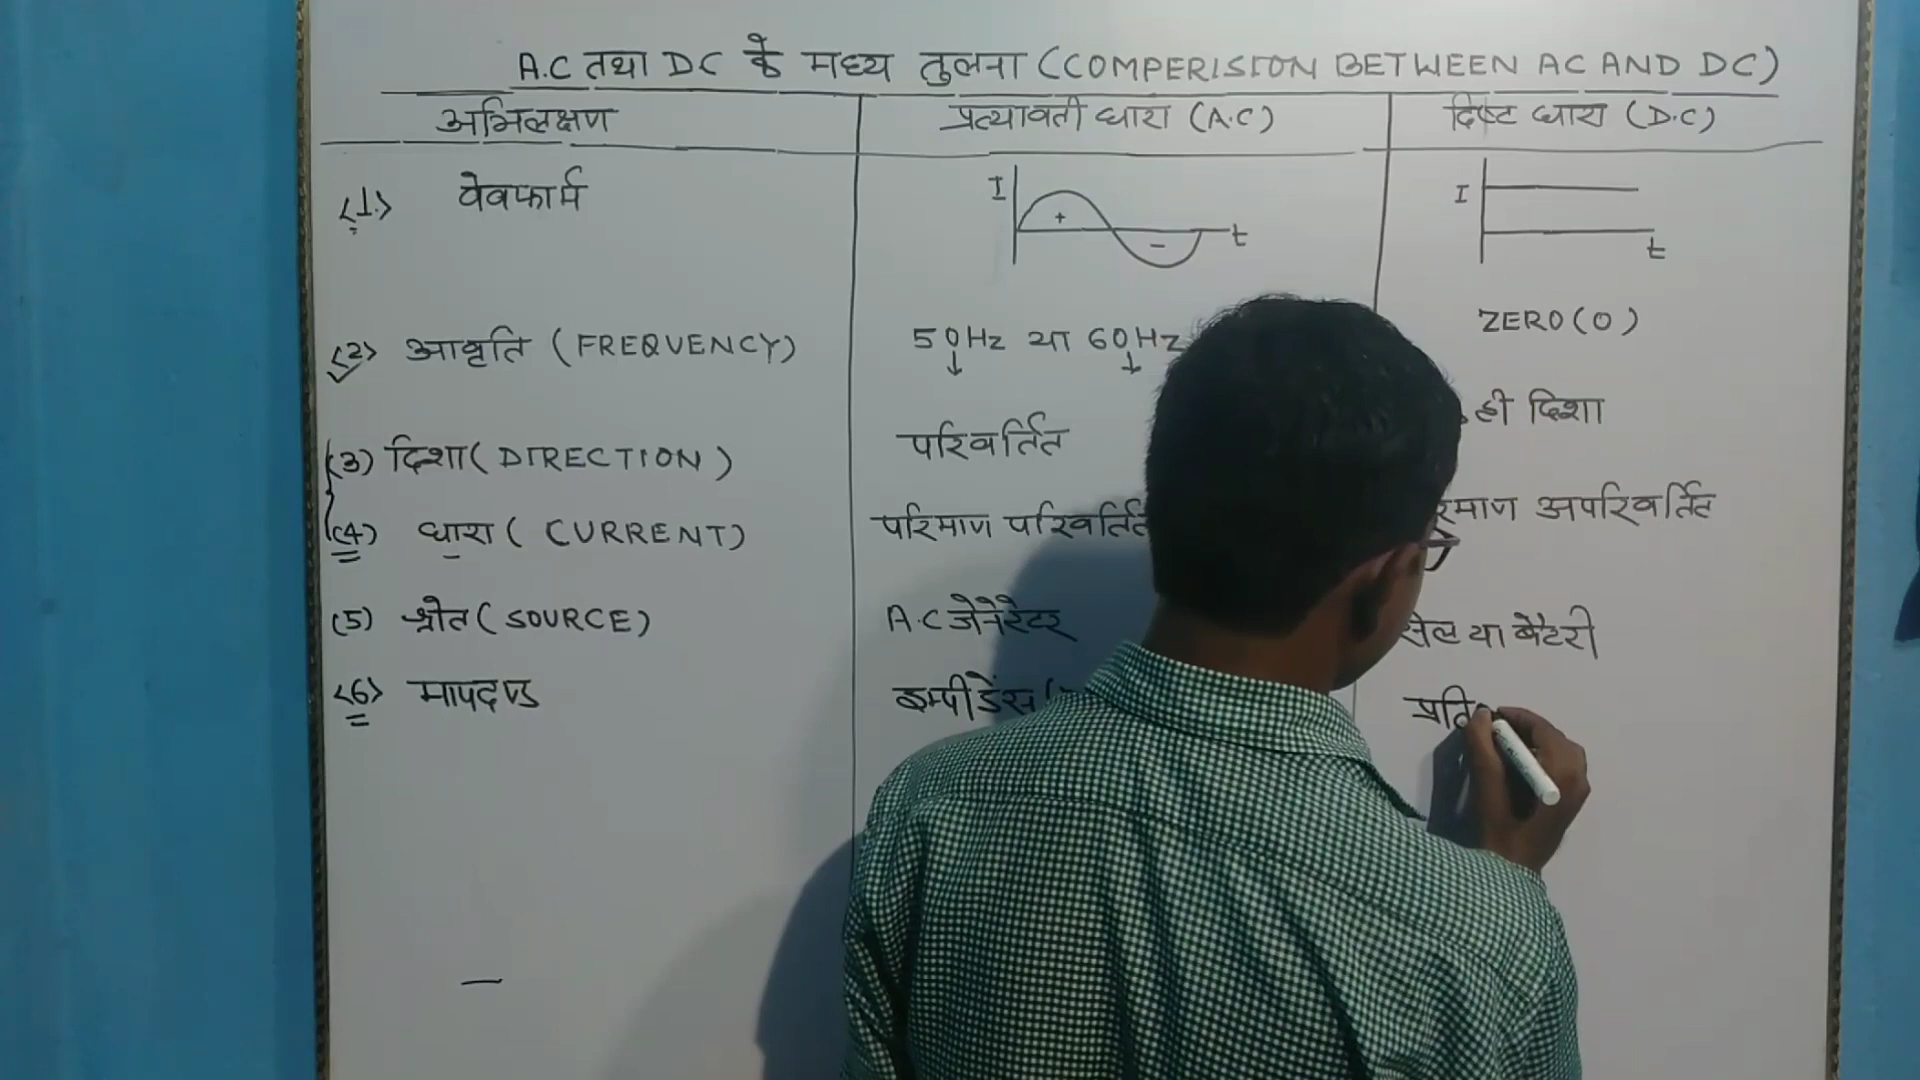 A.C तथा DC के मध्य तुलना (COMPERISION BETWEEN AC AND DC)
अभिलक्षण प्रत्यावर्ती धारा (A.C) दिष्ट धारा (D.C)
(1.) वेवफार्म I + - t I t
(2) आवृति (FREQUENCY) 50Hz या 60Hz ZERO (0)
(3) दिशा (DIRECTION) परिवर्तित ही दिशा
(4) धारा (CURRENT) परिमाण परिवर्तित अपरिवर्तित
(5) श्रोत (SOURCE) A.C जेनेरेटर सेल या बैटरी
(6) मापदण्ड इम्पीडेंस